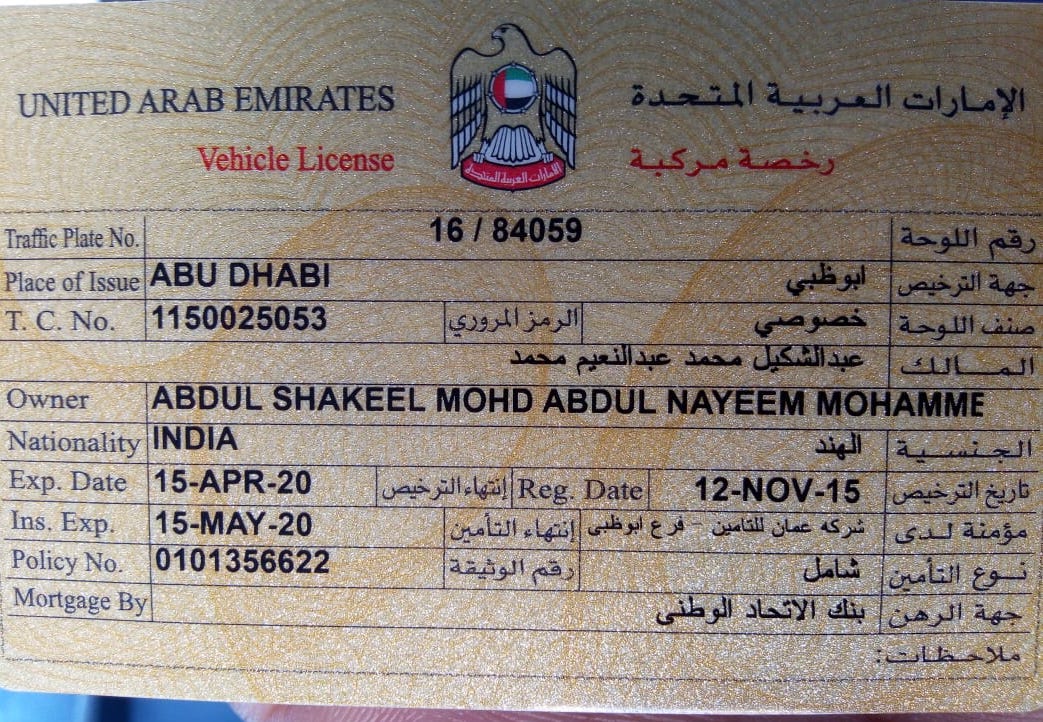 UNITED ARAB EMIRATES الإمارات العربية المتحدة
Vehicle License رخصة مركبة
الإمارات العربية المتحدة
Traffic Plate No. 16 / 84059 رقم اللوحة
Place of Issue ABU DHABI ابوظبي جهة الترخيص
T. C. No. 1150025053 الرمز المروري خصوصي صنف اللوحة
عبدالشكيل محمد عبدالنعيم محمد المالك
Owner ABDUL SHAKEEL MOHD ABDUL NAYEEM MOHAMME
Nationality INDIA الهند الجنسية
Exp. Date 15-APR-20 إنتهاء الترخيص Reg. Date 12-NOV-15 تاريخ الترخيص
Ins. Exp. 15-MAY-20 إنتهاء التأمين شركه عمان للتامين - فرع ابوظبى مؤمنة لدى
Policy No. 0101356622 رقم الوثيقة شامل نوع التأمين
Mortgage By بنك الاتحاد الوطنى جهة الرهن
ملاحظات: